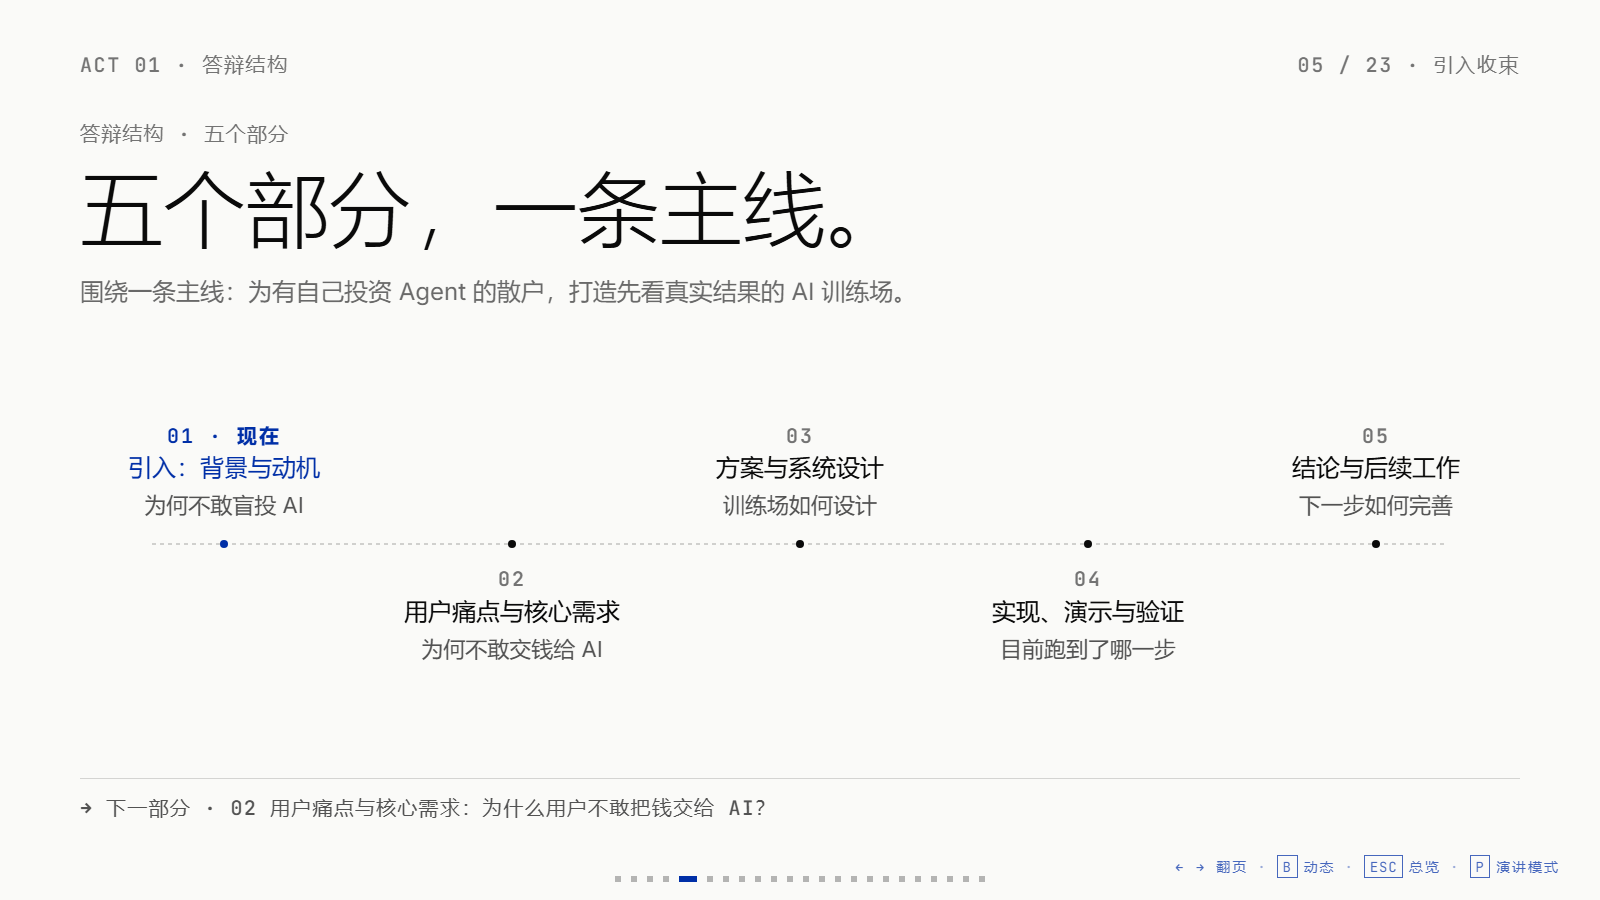 ACT 01 · 答辩结构
05 / 23 · 引入收束
答辩结构 · 五个部分
五个部分，一条主线。
围绕一条主线：为有自己投资 Agent 的散户，打造先看真实结果的 AI 训练场。
01 · 现在
引入：背景与动机
为何不敢盲投 AI
02
用户痛点与核心需求
为何不敢交钱给 AI
03
方案与系统设计
训练场如何设计
04
实现、演示与验证
目前跑到了哪一步
05
结论与后续工作
下一步如何完善
→ 下一部分 · 02 用户痛点与核心需求：为什么用户不敢把钱交给 AI？
← → 翻页 · B 动态 · ESC 总览 · P 演讲模式